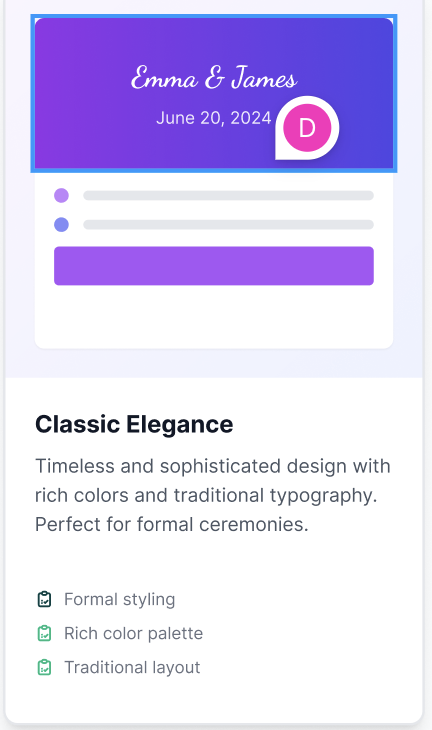 Emma & James
June 20, 2024
D
Classic Elegance
Timeless and sophisticated design with
rich colors and traditional typography.
Perfect for formal ceremonies.
Formal styling
Rich color palette
Traditional layout